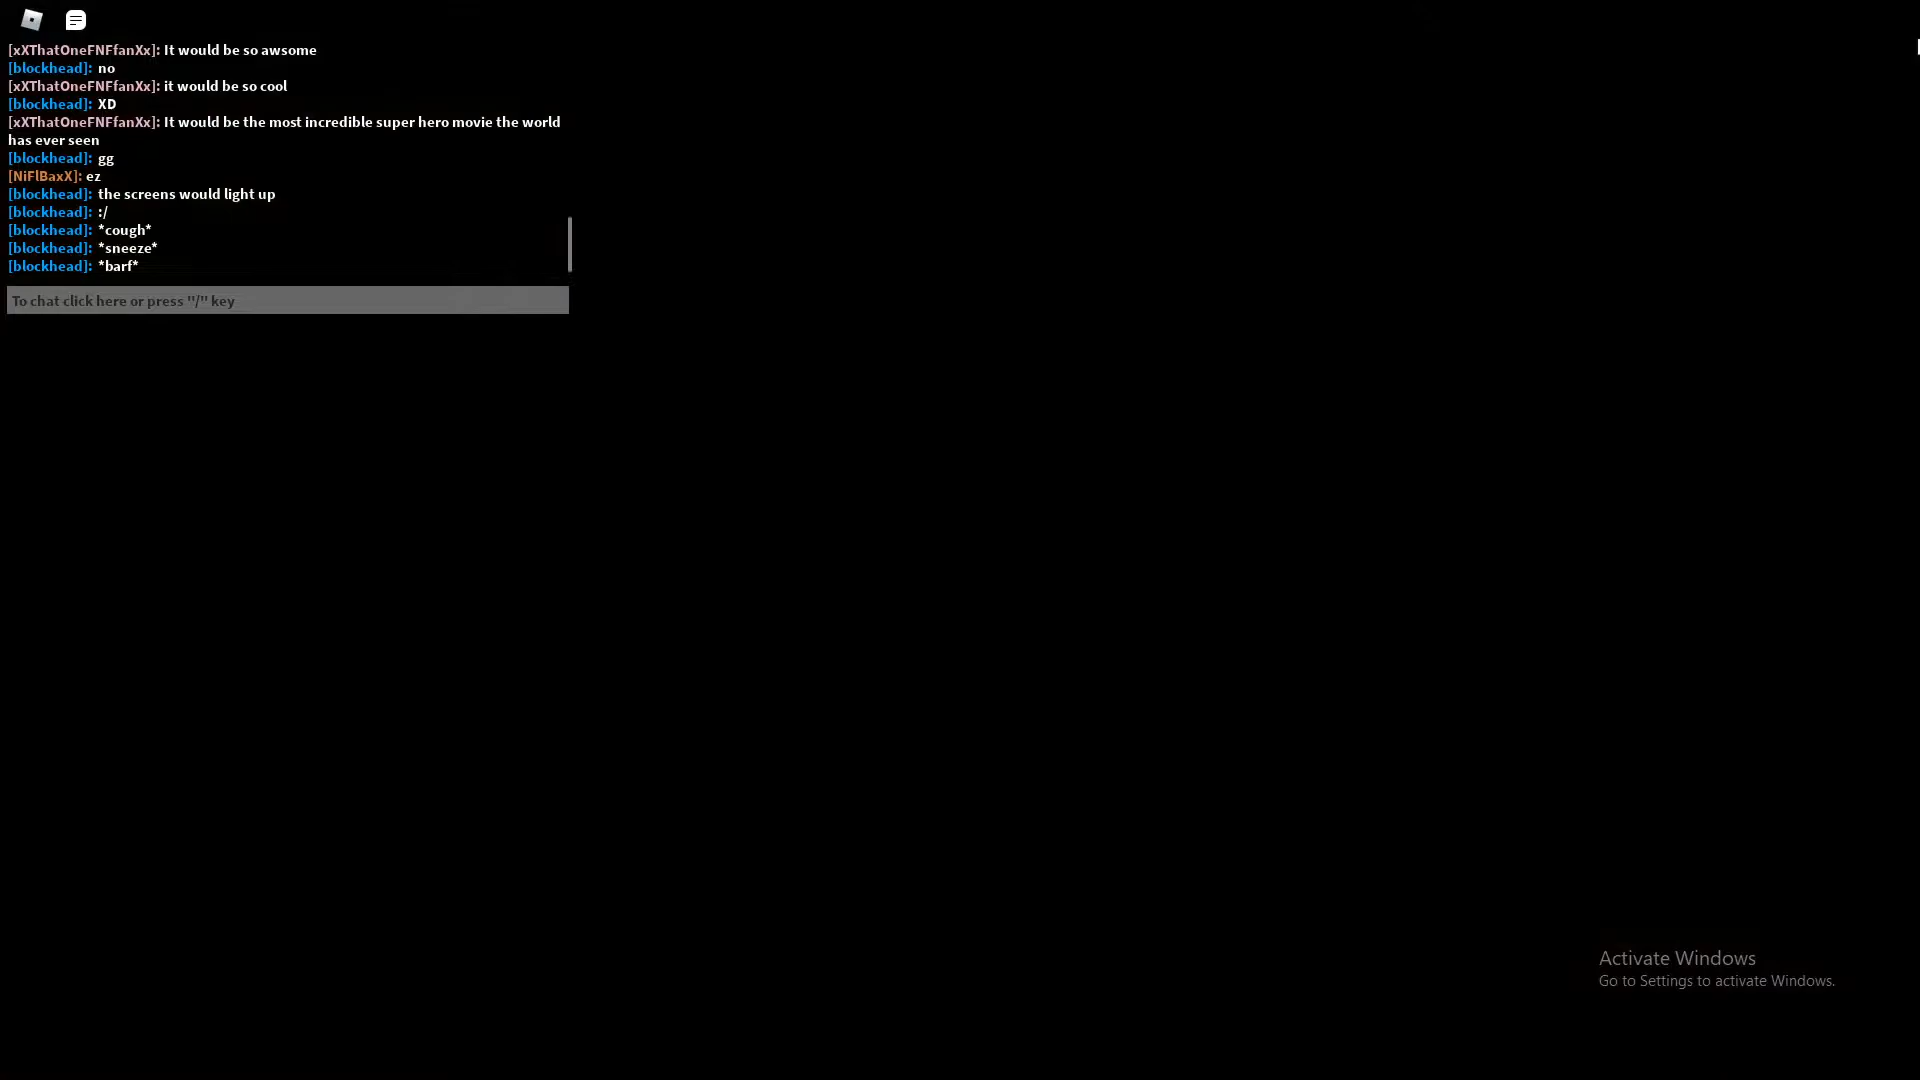 [xXThatOneFNFfanXx]: It would be so awsome
[blockhead]: no
[xXThatOneFNFfanXx]: it would be so cool
[blockhead]: XD
[xXThatOneFNFfanXx]: It would be the most incredible super hero movie the world
has ever seen
[blockhead]: gg
[NiFlBaxX]: ez
[blockhead]: the screens would light up
[blockhead]: :/
[blockhead]: *cough*
[blockhead]: *sneeze*
[blockhead]: *barf*
To chat click here or press "/" key
Activate Windows
Go to Settings to activate Windows.